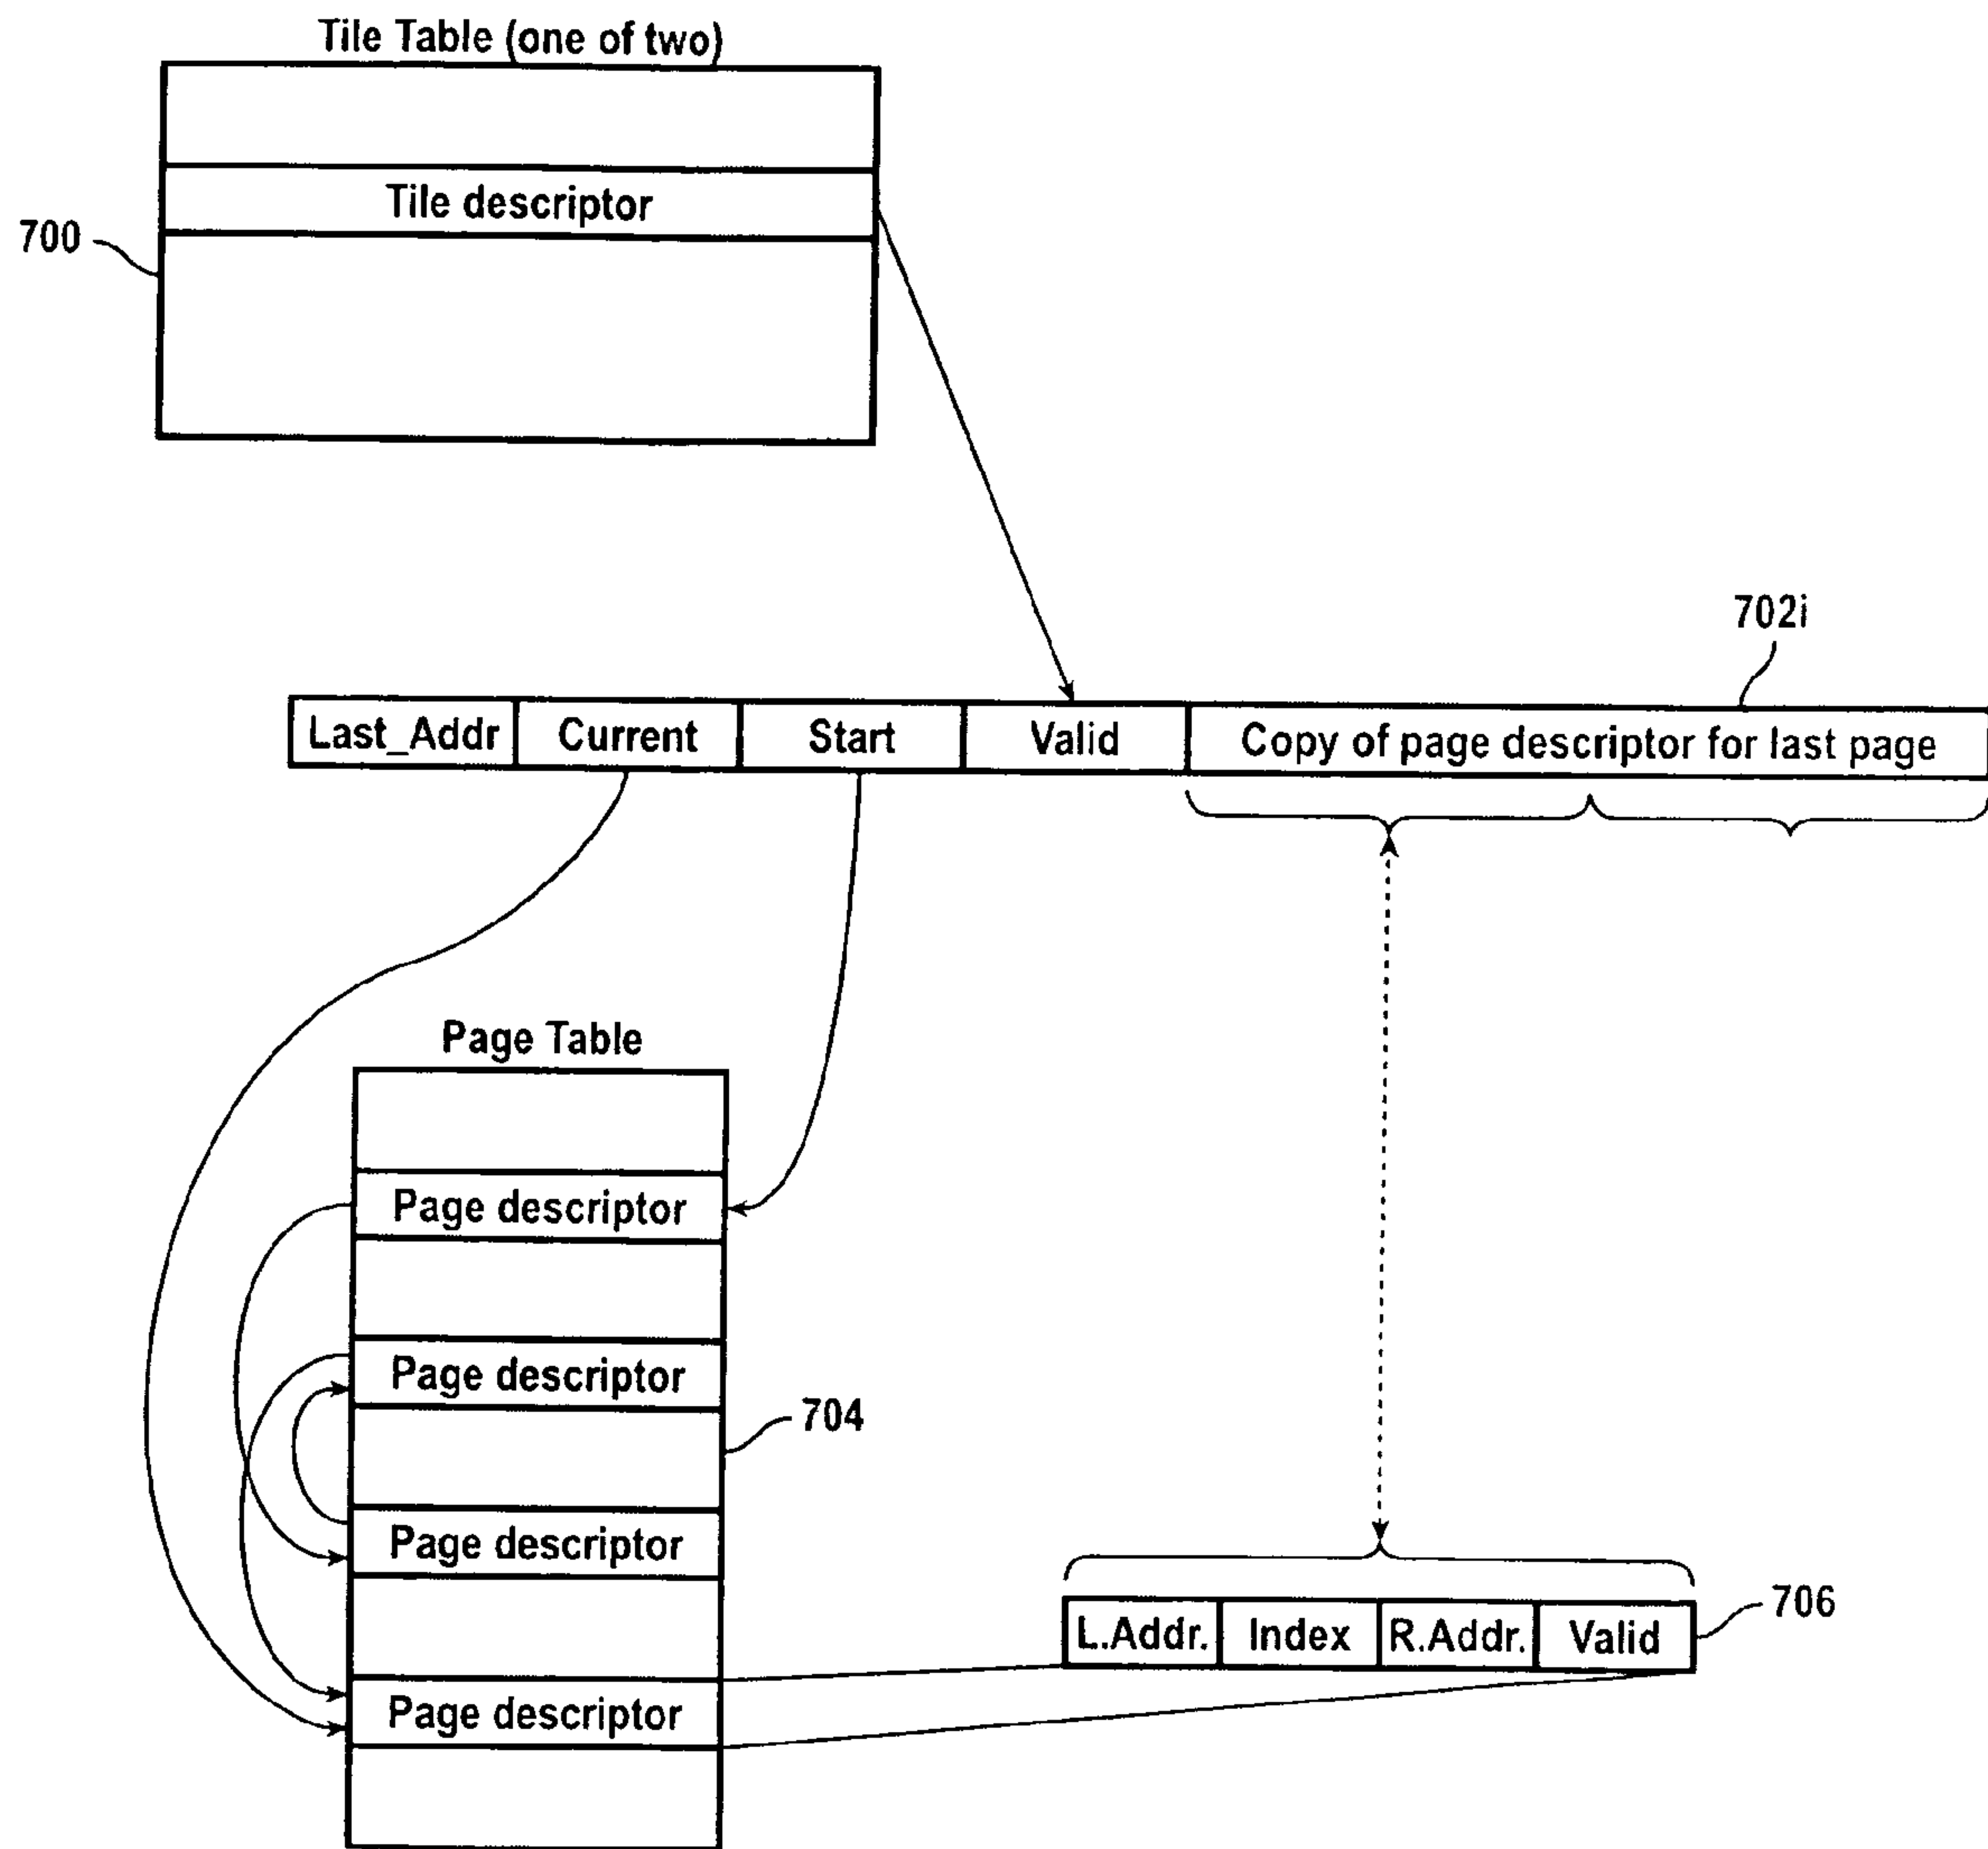 Tile Table (one of two)
Tile descriptor
700
702i
Last_Addr
Current
Start
Valid
Copy of page descriptor for last page
Page Table
Page descriptor
Page descriptor
704
Page descriptor
L.Addr.
Index
R.Addr.
Valid
706
Page descriptor